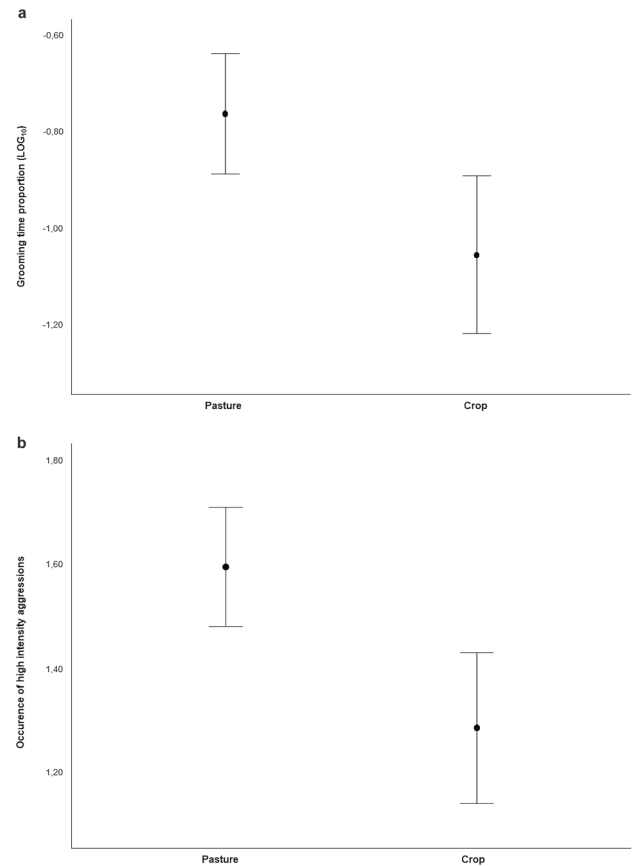 a
Grooming time proportion (LOG₁₀)
-0,60
-0,80
-1,00
-1,20
Pasture
Crop
b
Occurence of high intensity aggressions
1,80
1,60
1,40
1,20
Pasture
Crop